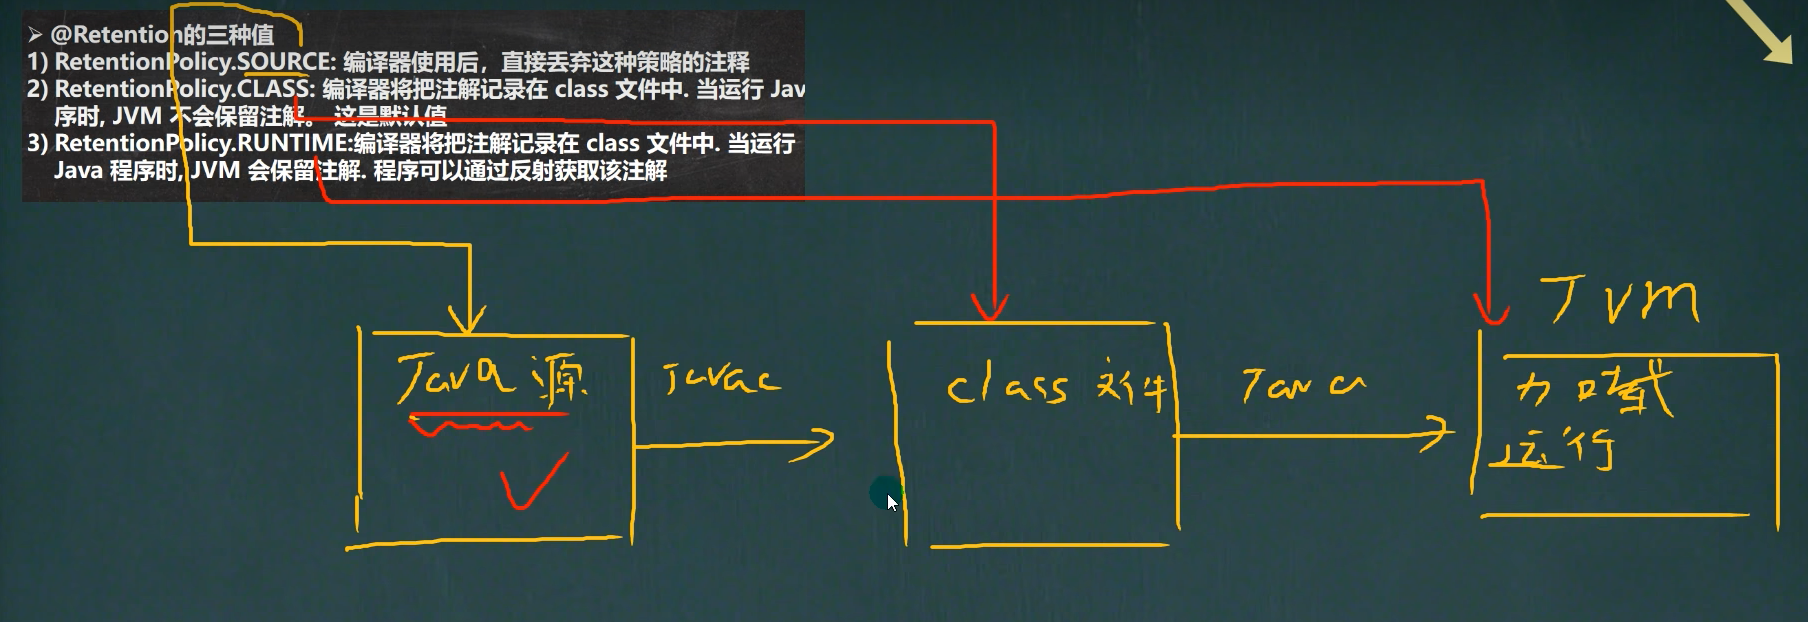 ➢ @Retention的三种值
1) RetentionPolicy.SOURCE: 编译器使用后，直接丢弃这种策略的注释
2) RetentionPolicy.CLASS: 编译器将把注解记录在 class 文件中. 当运行 Jav
序时, JVM 不会保留注解。 这是默认值
3) RetentionPolicy.RUNTIME:编译器将把注解记录在 class 文件中. 当运行
Java 程序时, JVM 会保留注解. 程序可以通过反射获取该注解
JVM
Java 源
javac
class 文件
Java
加载
运行